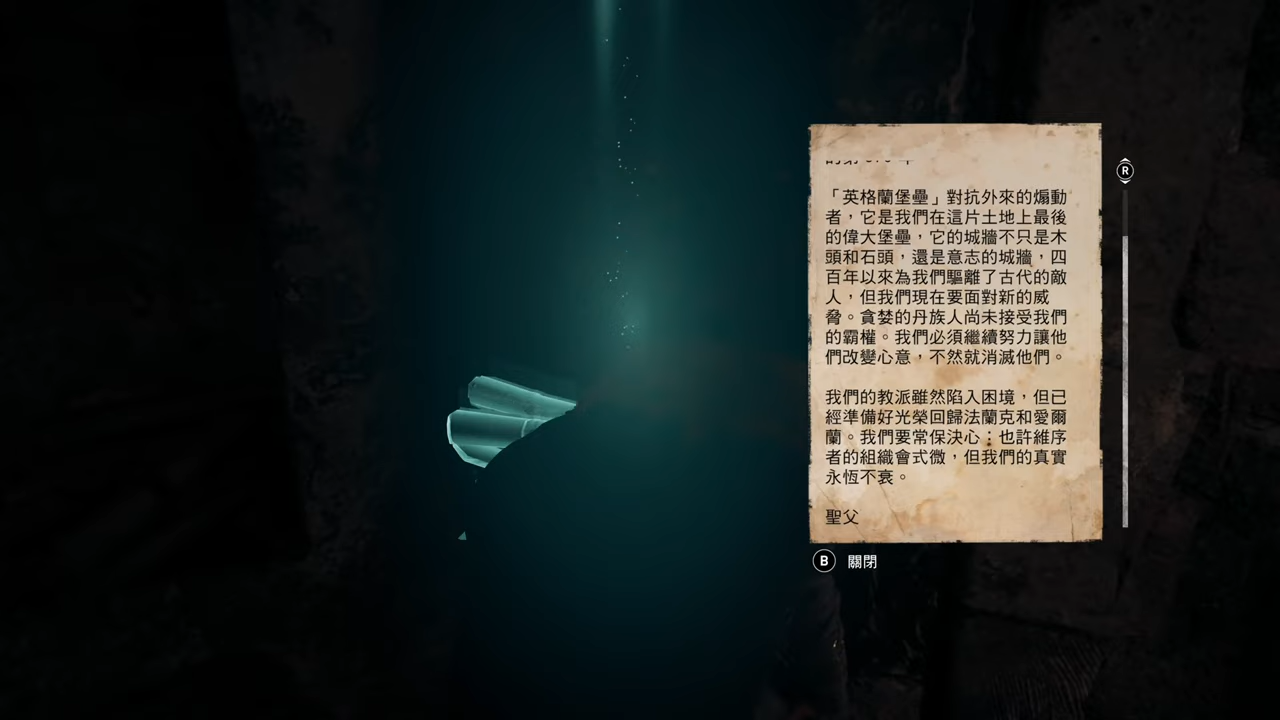 「英格蘭堡壘」對抗外來的煽動
者，它是我們在這片土地上最後
的偉大堡壘，它的城牆不只是木
頭和石頭，還是意志的城牆，四
百年以來為我們驅離了古代的敵
人，但我們現在要面對新的威
脅。貪婪的丹族人尚未接受我們
的霸權。我們必須繼續努力讓他
們改變心意，不然就消滅他們。
我們的教派雖然陷入困境，但已
經準備好光榮回歸法蘭克和愛爾
蘭。我們要常保決心：也許維序
者的組織會式微，但我們的真實
永恆不衰。
聖父
R
B 關閉